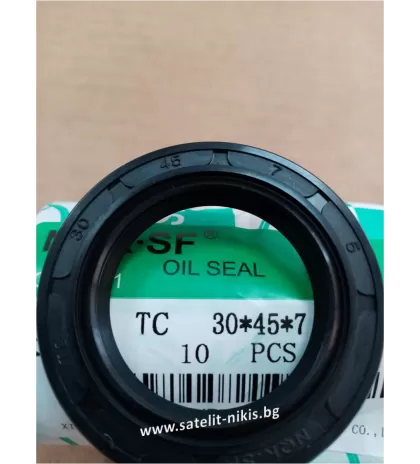 30 45 7
SF®
OIL SEAL
TC 30*45*7
10 PCS
www.satelit-nikis.bg
CO.,